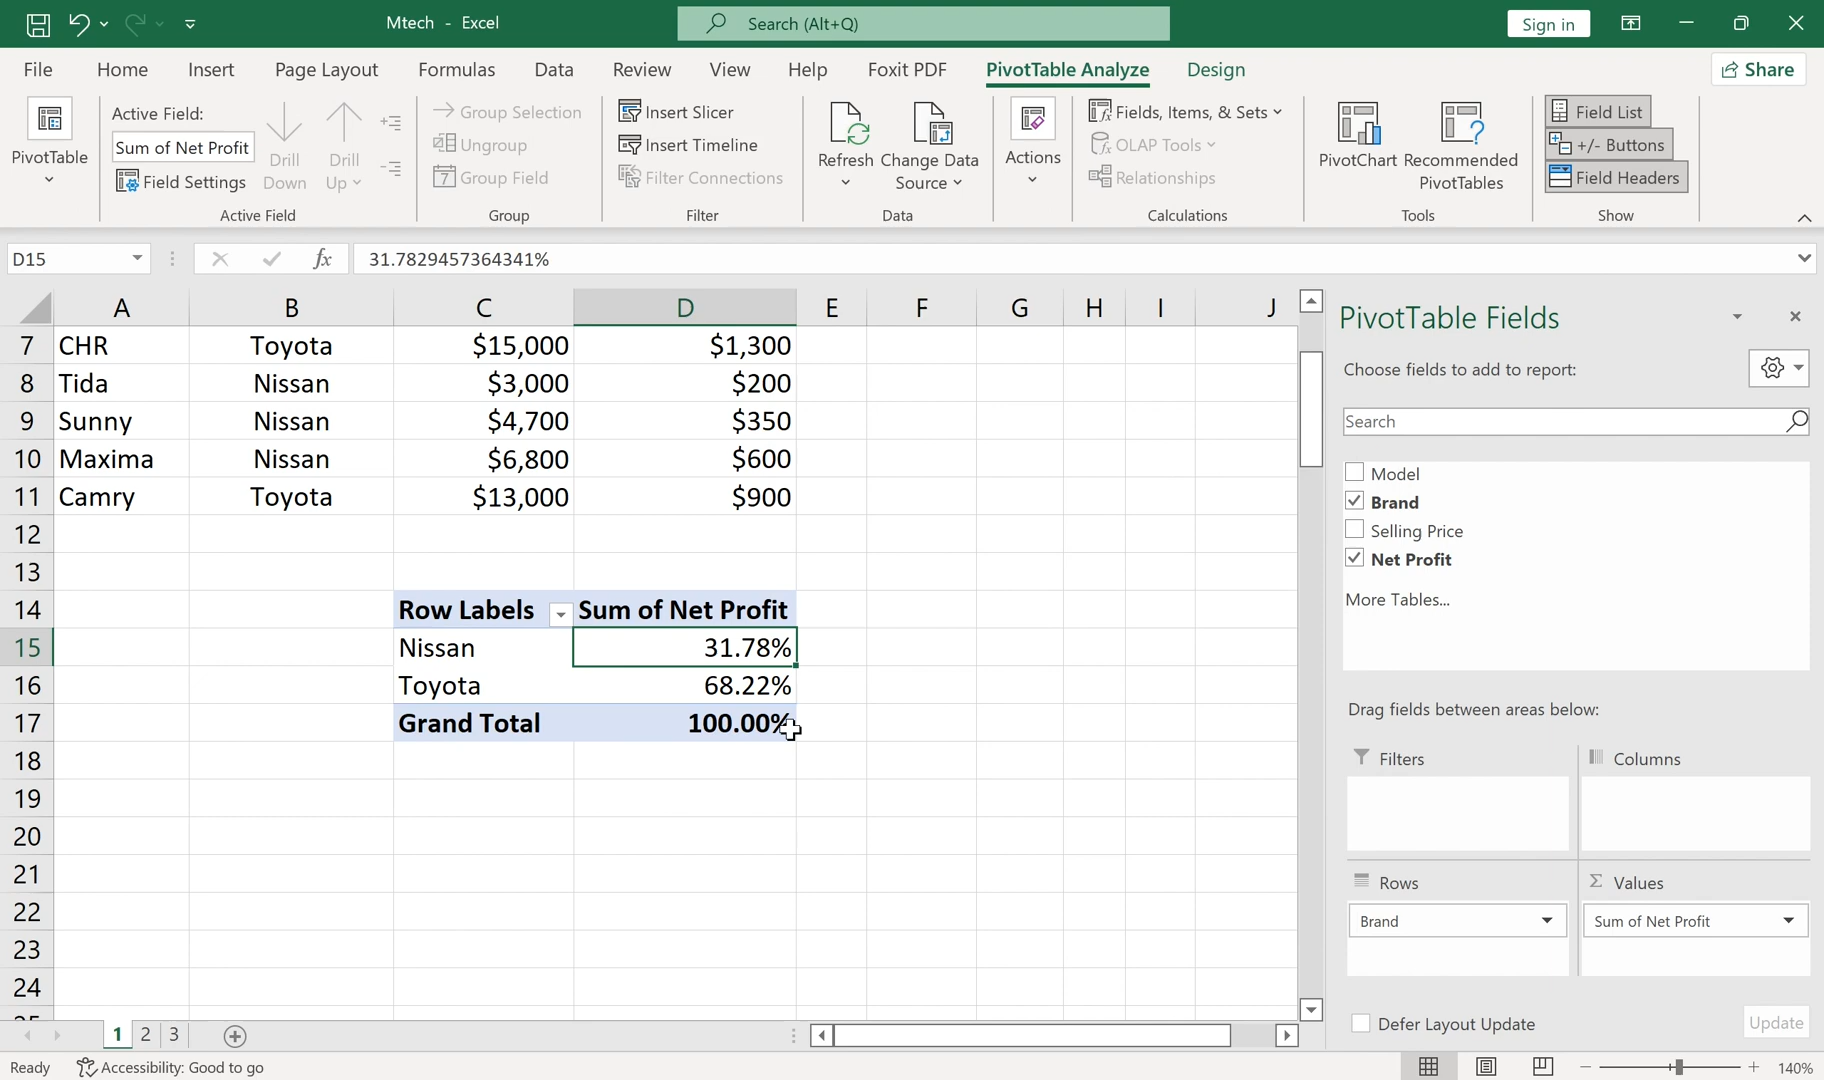 Mtech - Excel
Search (Alt+Q)
Sign in
File Home Insert Page Layout Formulas Data Review View Help Foxit PDF PivotTable Analyze Design Share
PivotTable
Active Field:
Sum of Net Profit
Field Settings
Drill Down
Drill Up
Active Field
Group Selection
Ungroup
7 Group Field
Group
Insert Slicer
Insert Timeline
Filter Connections
Filter
Refresh
Change Data Source
Data
Actions
Fields, Items, & Sets
OLAP Tools
Relationships
Calculations
PivotChart
Recommended PivotTables
Tools
Field List
+/- Buttons
Field Headers
Show
D15 fx 31.7829457364341%
A B C D E F G H I J
7 CHR Toyota $15,000 $1,300
8 Tida Nissan $3,000 $200
9 Sunny Nissan $4,700 $350
10 Maxima Nissan $6,800 $600
11 Camry Toyota $13,000 $900
12
13
14 Row Labels Sum of Net Profit
15 Nissan 31.78%
16 Toyota 68.22%
17 Grand Total 100.00%
18
19
20
21
22
23
24
1 2 3
PivotTable Fields
Choose fields to add to report:
Search
Model
Brand
Selling Price
Net Profit
More Tables...
Drag fields between areas below:
Filters
Columns
Rows
Σ Values
Brand
Sum of Net Profit
Defer Layout Update
Update
Ready
Accessibility: Good to go
140%